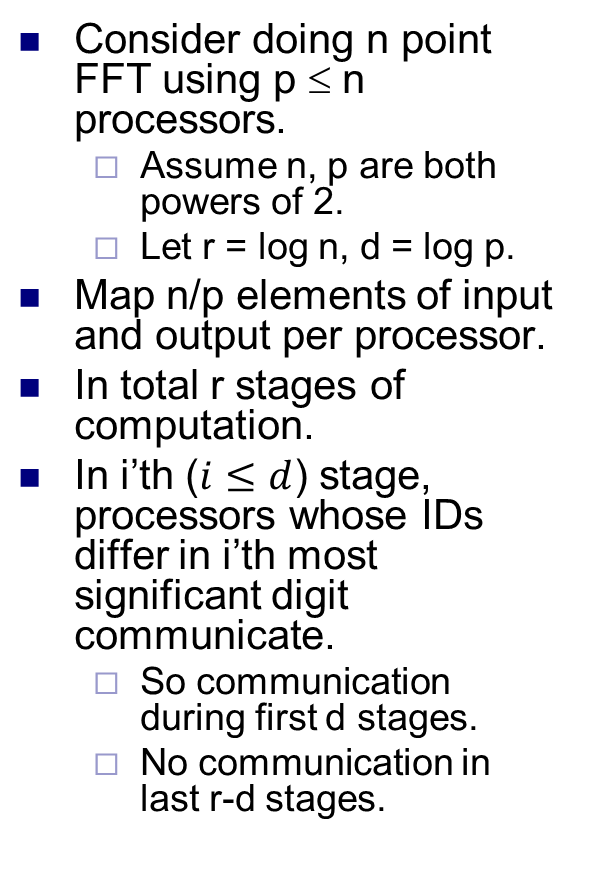 Consider doing n point
FFT using p ≤ n
processors.
Assume n, p are both
powers of 2.
Let r = log n, d = log p.
Map n/p elements of input
and output per processor.
In total r stages of
computation.
In i’th (i ≤ d) stage,
processors whose IDs
differ in i’th most
significant digit
communicate.
So communication
during first d stages.
No communication in
last r-d stages.